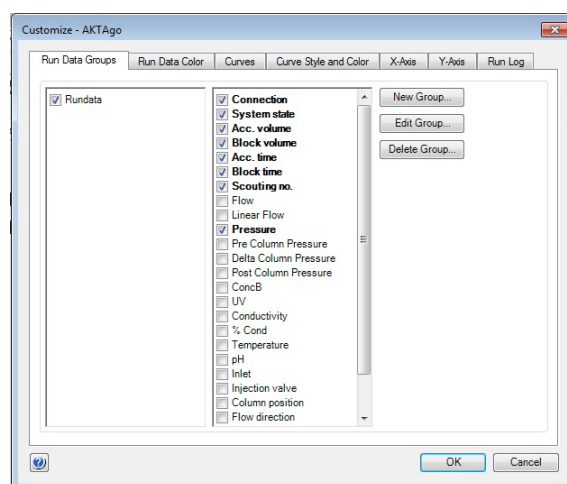 Customize - AKTAgo
Run Data Groups Run Data Color Curves Curve Style and Color X-Axis Y-Axis Run Log
Rundata
Connection
System state
Acc. volume
Block volume
Acc. time
Block time
Scouting no.
Flow
Linear Flow
Pressure
Pre Column Pressure
Delta Column Pressure
Post Column Pressure
ConcB
UV
Conductivity
% Cond
Temperature
pH
Inlet
Injection valve
Column position
Flow direction
New Group...
Edit Group...
Delete Group...
OK Cancel